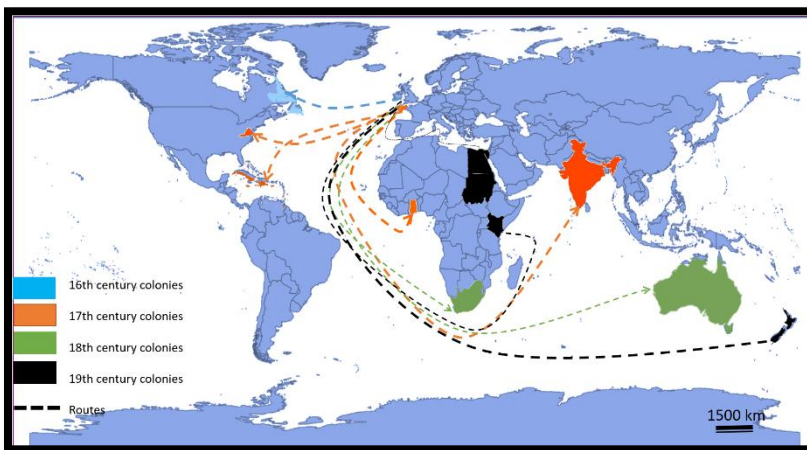 16th century colonies
17th century colonies
18th century colonies
19th century colonies
Routes
1500 km